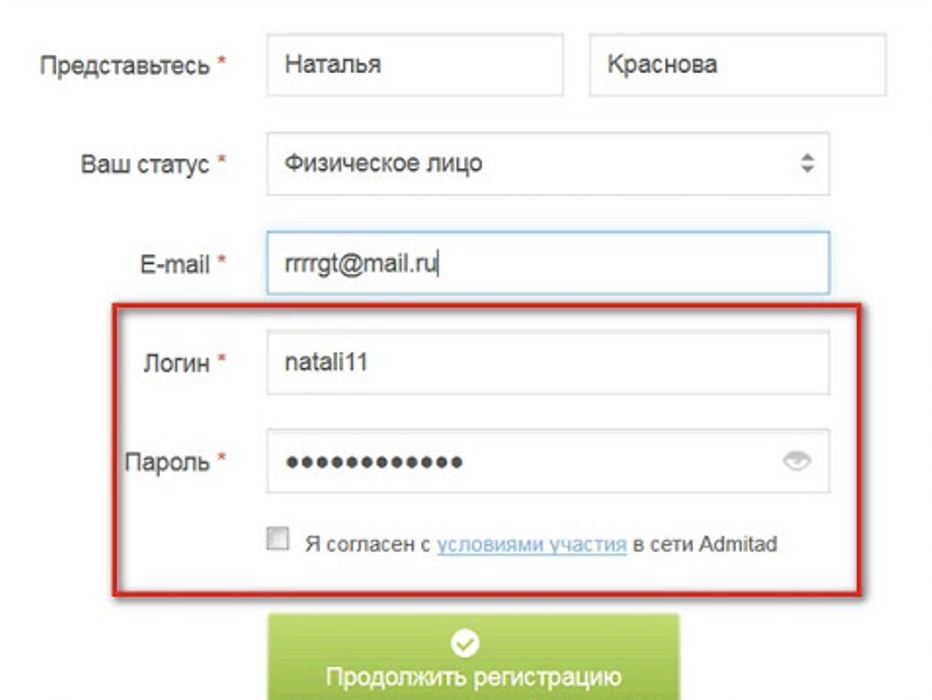 Представьтесь * Наталья Краснова
Ваш статус * Физическое лицо
E-mail * rrrrgt@mail.ru
Логин * natali11
Пароль * ••••••••••••
Я согласен с условиями участия в сети Admitad
Продолжить регистрацию